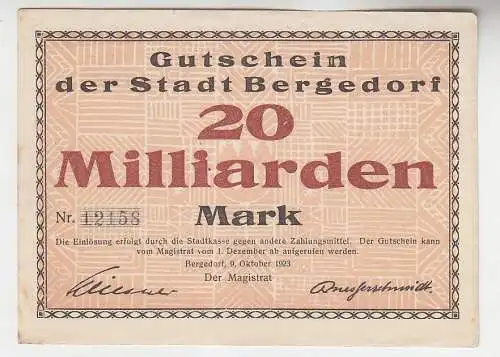 Gutschein
der Stadt Bergedorf
20
Milliarden
Nr. 12458 Mark
Die Einlösung erfolgt durch die Stadtkasse gegen andere Zahlungsmittel. Der Gutschein kann
vom Magistrat vom 1. Dezember ab aufgerufen werden.
Bergedorf, 9. Oktober 1923
Der Magistrat